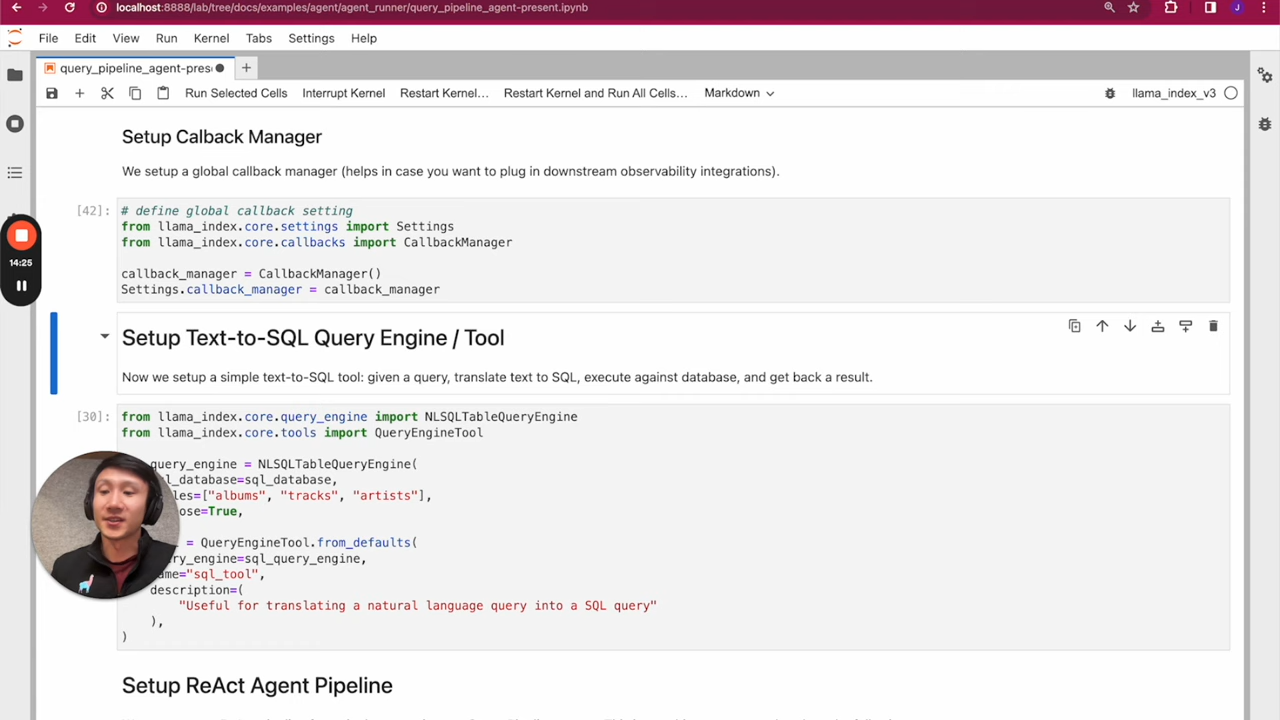 localhost:8888/lab/tree/docs/examples/agent/agent_runner/query_pipeline_agent-present.ipynb
J
File Edit View Run Kernel Tabs Settings Help
query_pipeline_agent-prese
Run Selected Cells Interrupt Kernel Restart Kernel… Restart Kernel and Run All Cells… Markdown llama_index_v3
Setup Calback Manager
We setup a global callback manager (helps in case you want to plug in downstream observability integrations).
[42]: # define global callback setting
from llama_index.core.settings import Settings
from llama_index.core.callbacks import CallbackManager
callback_manager = CallbackManager()
Settings.callback_manager = callback_manager
14:25
Setup Text-to-SQL Query Engine / Tool
Now we setup a simple text-to-SQL tool: given a query, translate text to SQL, execute against database, and get back a result.
[30]: from llama_index.core.query_engine import NLSQLTableQueryEngine
from llama_index.core.tools import QueryEngineTool
query_engine = NLSQLTableQueryEngine(
l_database=sql_database,
les=["albums", "tracks", "artists"],
ose=True,
= QueryEngineTool.from_defaults(
ry_engine=sql_query_engine,
ame="sql_tool",
description=(
"Useful for translating a natural language query into a SQL query"
),
)
Setup ReAct Agent Pipeline